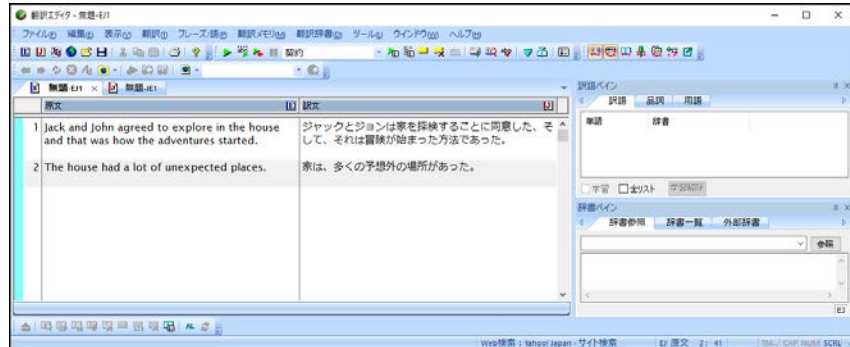 翻訳エディタ - 無題-EJ1
ファイル(F) 編集(E) 表示(V) 翻訳(T) フレーズ/語(P) 翻訳メモリ(M) 翻訳辞書(D) ツール(U) ウインドウ(W) ヘルプ(H)
契約
無題-EJ1 × 無題-JE1
原文 訳文
1 Jack and John agreed to explore in the house ジャックとジョンは家を探検することに同意した、そ
and that was how the adventures started. して、それは冒険が始まった方法であった。
2 The house had a lot of unexpected places. 家は、多くの予想外の場所があった。
訳語ペイン
訳語 品詞 用語
単語 辞書
学習 全リスト 学習解除
辞書ペイン
辞書参照 辞書一覧 外部辞書
参照
EJ
Web検索 : Yahoo! Japan - サイト検索 EJ 原文 2: 41 CAP NUM SCRL